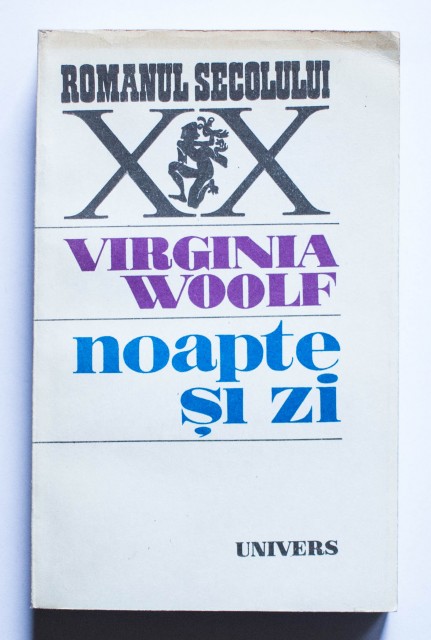 ROMANUL SECOLULUI
XX
VIRGINIA
WOOLF
noapte
și zi
UNIVERS